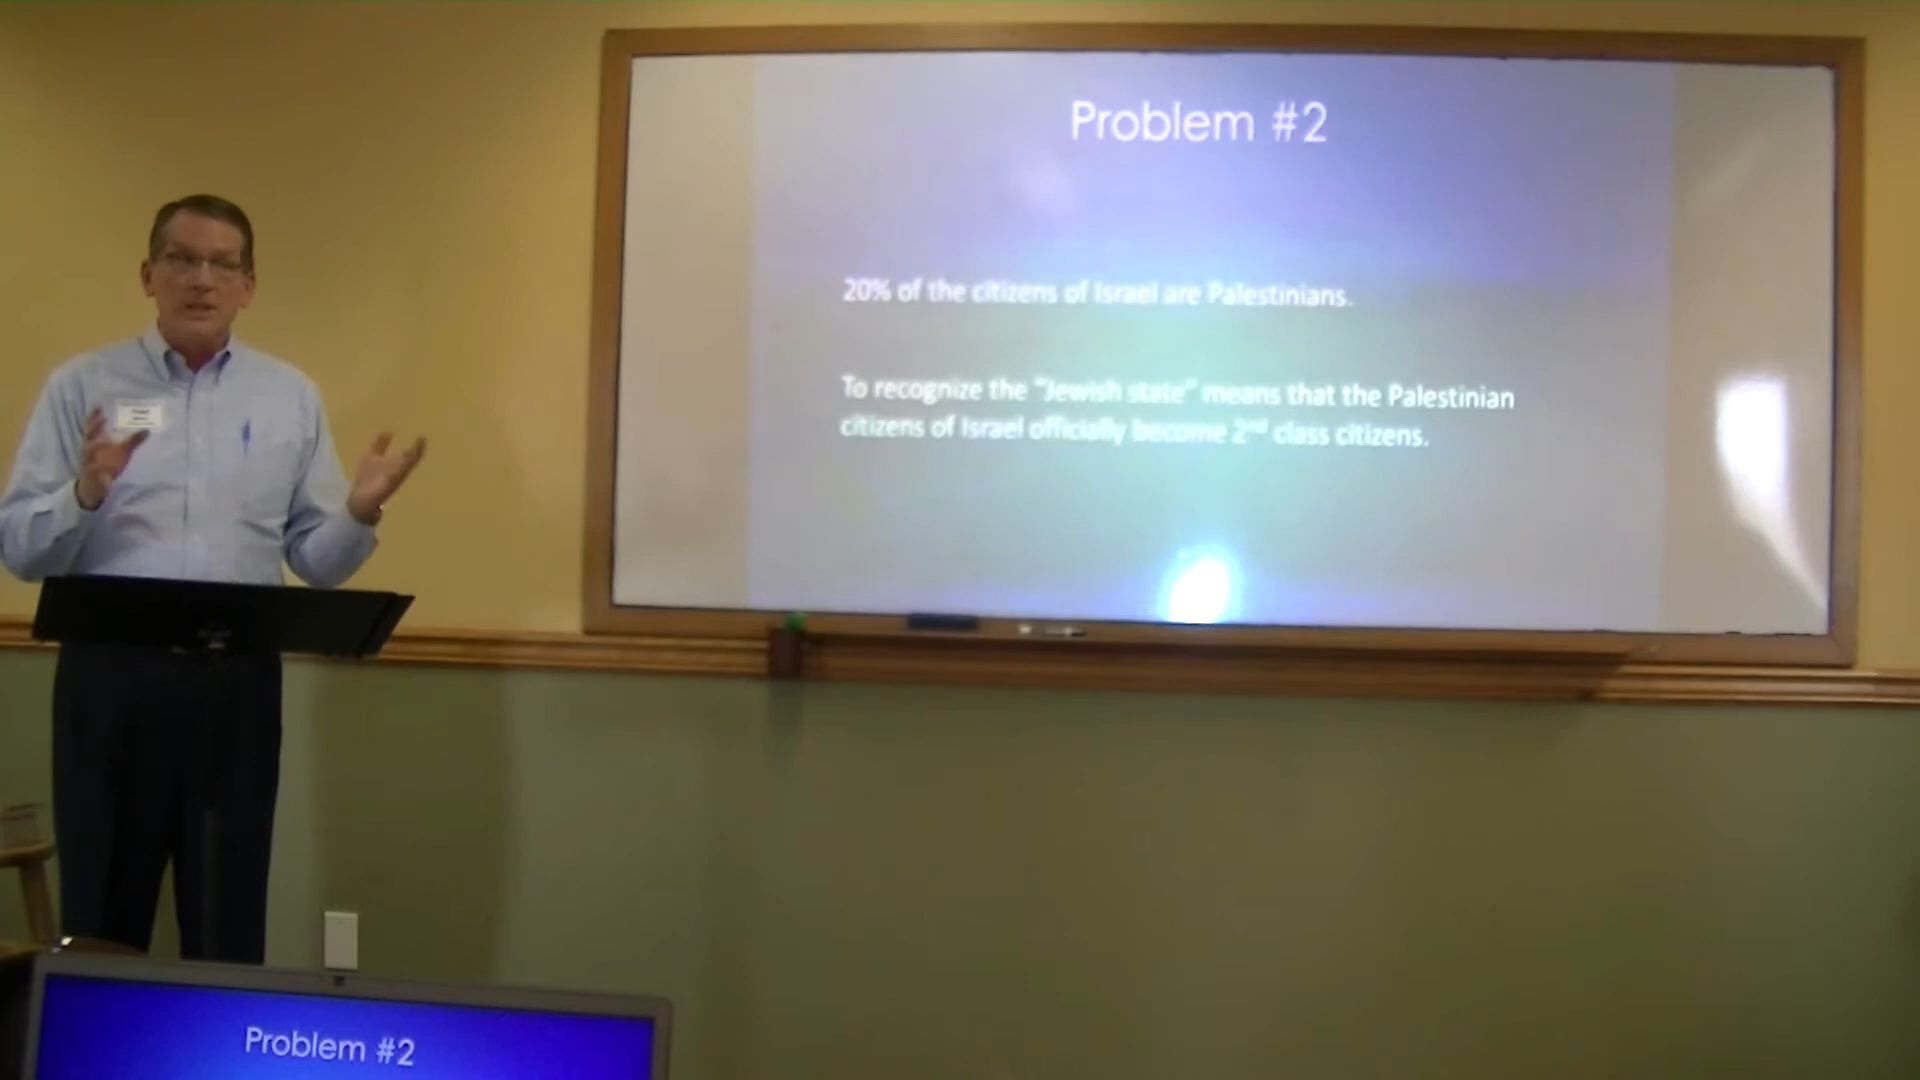 Problem #2
20% of the citizens of Israel are Palestinians.
To recognize the "Jewish state" means that the Palestinian
citizens of Israel officially become 2nd class citizens.
Problem #2